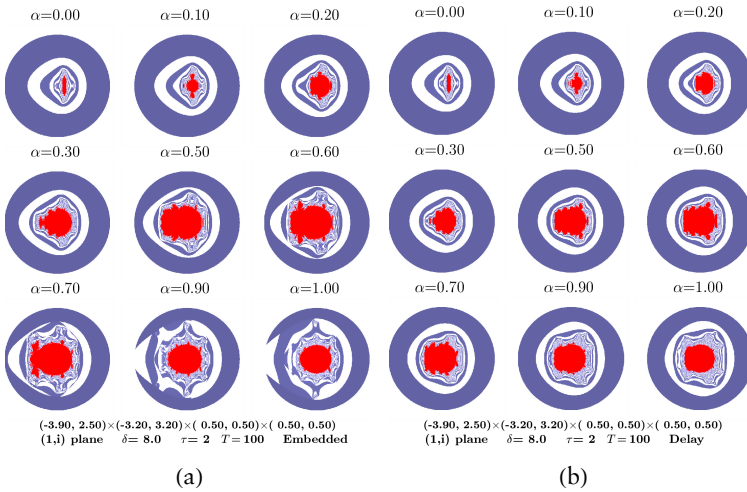 α=0.00 α=0.10 α=0.20 α=0.00 α=0.10 α=0.20
α=0.30 α=0.50 α=0.60 α=0.30 α=0.50 α=0.60
α=0.70 α=0.90 α=1.00 α=0.70 α=0.90 α=1.00
(-3.90, 2.50)×(-3.20, 3.20)×( 0.50, 0.50)×( 0.50, 0.50)
(1,i) plane δ= 8.0 τ= 2 T = 100 Embedded
(-3.90, 2.50)×(-3.20, 3.20)×( 0.50, 0.50)×( 0.50, 0.50)
(1,i) plane δ= 8.0 τ= 2 T = 100 Delay
(a) (b)